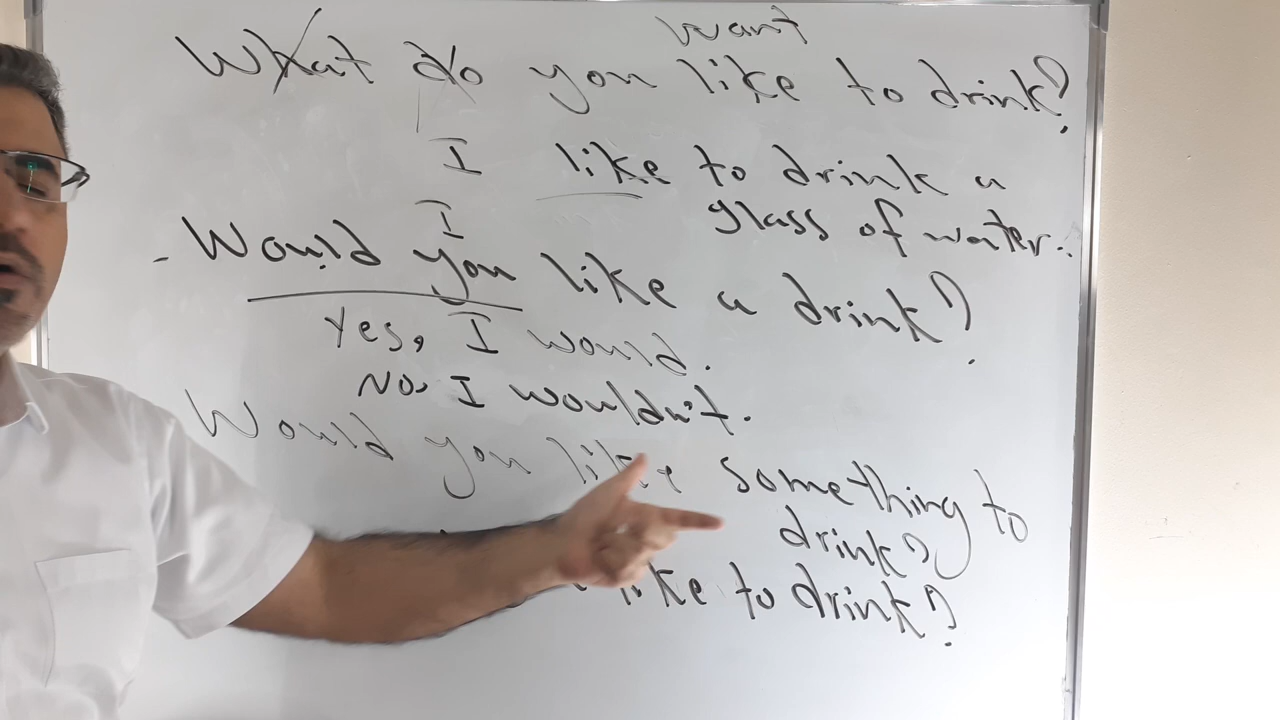 want
What do you like to drink?
I like to drink a
glass of water.
I
- Would you like a drink?
Yes, I would.
No, I wouldn't.
Would you like something to
drink?
like to drink?